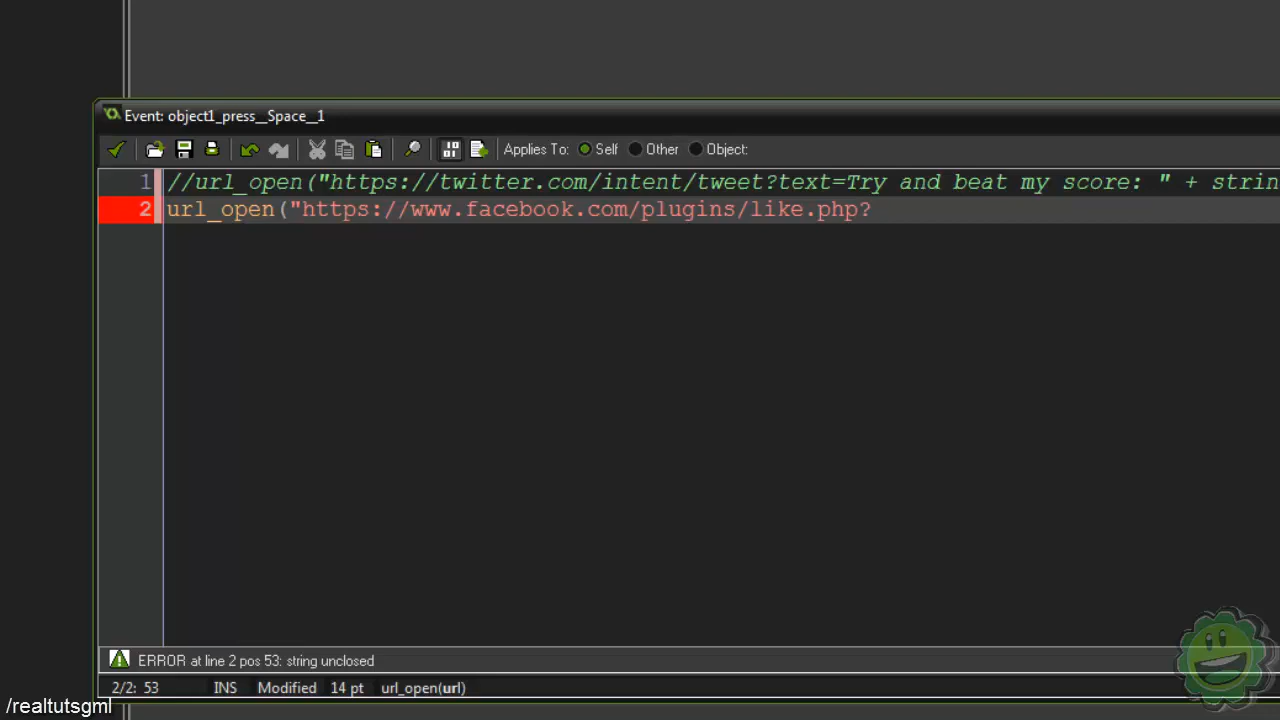 Event: object1_press__Space__1
Applies To: Self Other Object:
1 //url_open("https://twitter.com/intent/tweet?text=Try and beat my score: " + strin
2 url_open("https://www.facebook.com/plugins/like.php?
ERROR at line 2 pos 53: string unclosed
2/2: 53 INS Modified 14 pt url_open(url)
/realtutsgml